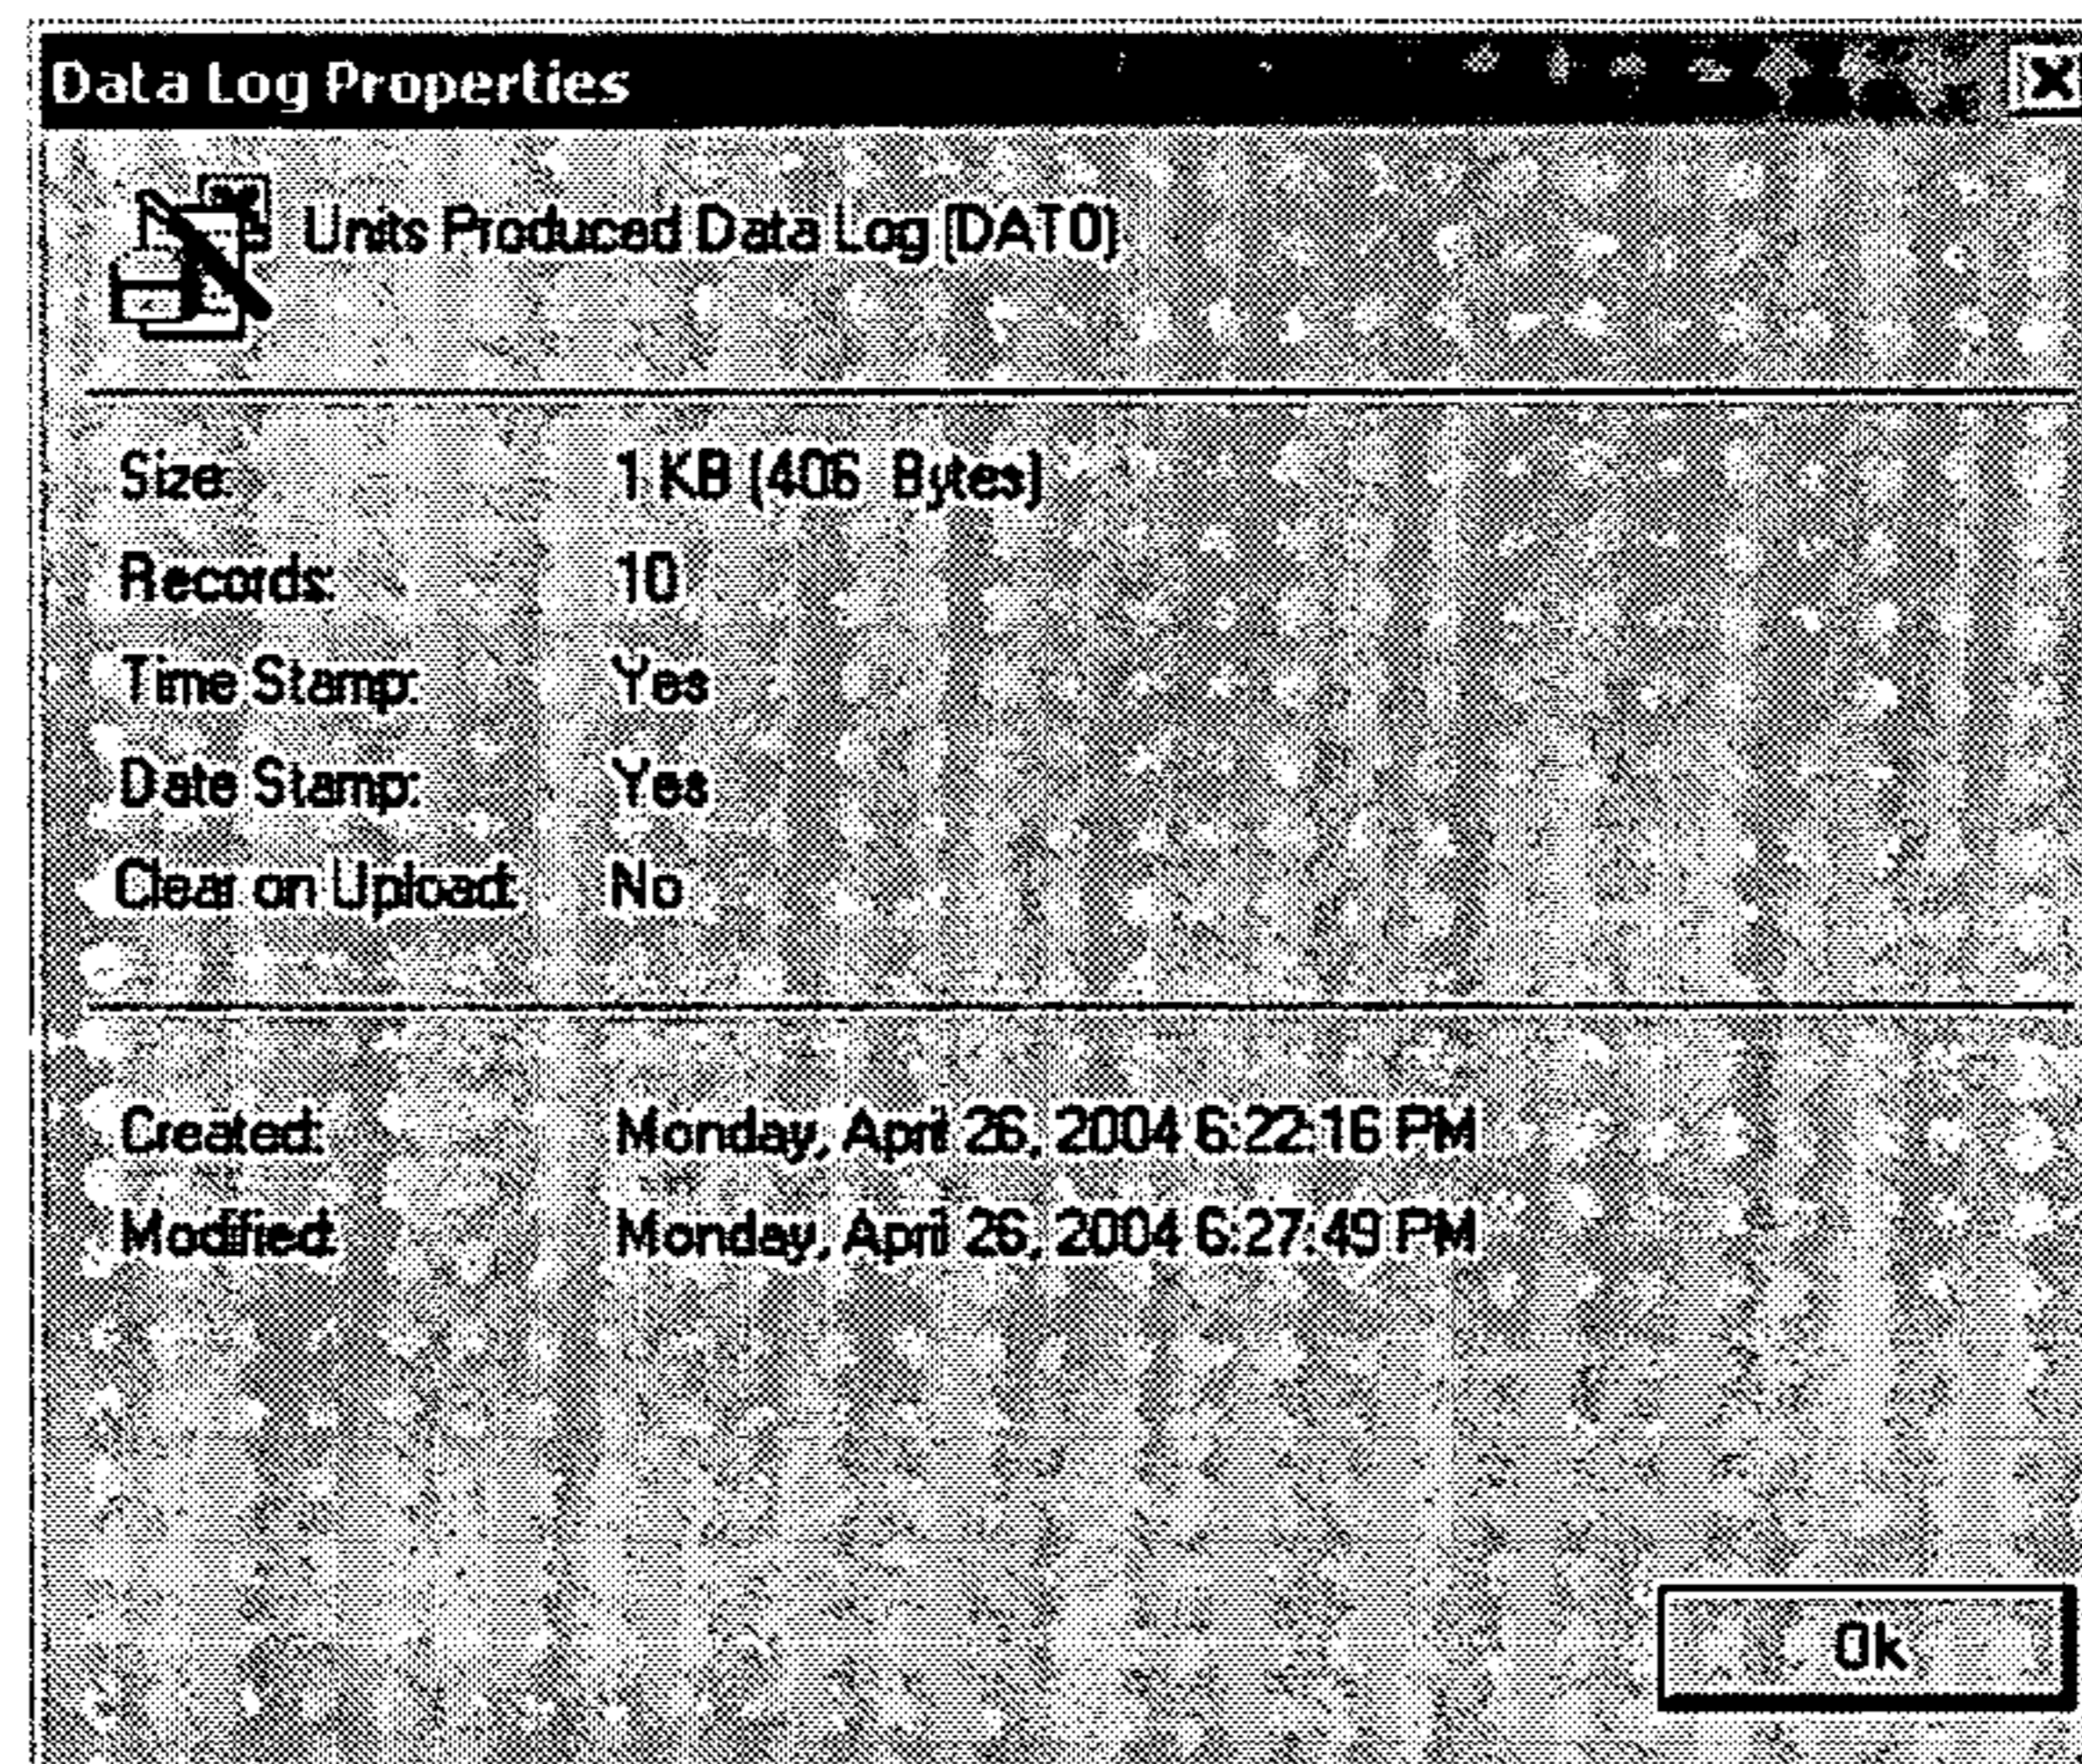 Data Log Properties
Units Produced Data Log (DAT0)
Size: 1 KB (406 Bytes)
Records: 10
Time Stamp: Yes
Date Stamp: Yes
Clear on Upload: No
Created: Monday, April 26, 2004 6:22:16 PM
Modified: Monday, April 26, 2004 6:27:49 PM
Ok